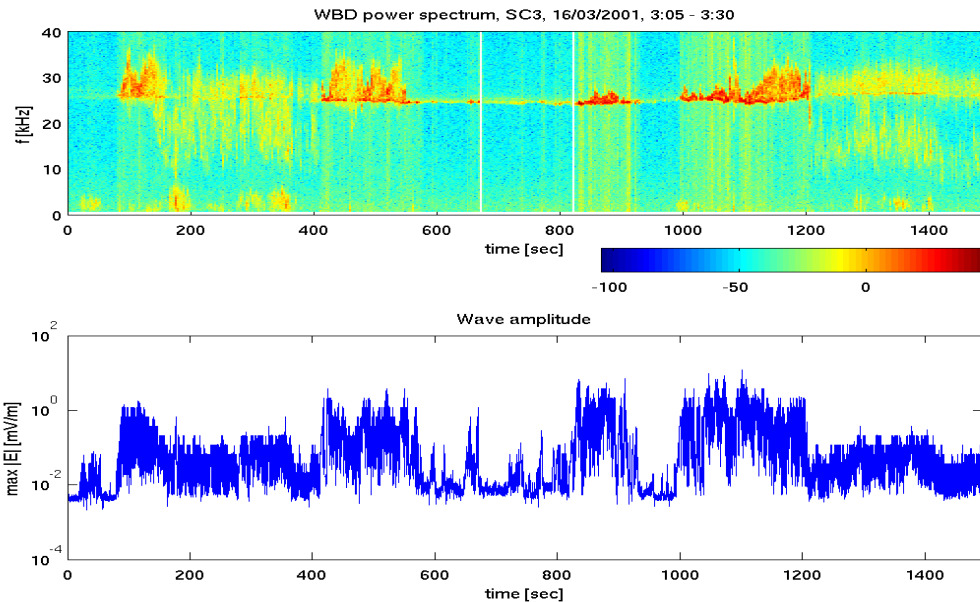 WBD power spectrum, SC3, 16/03/2001, 3:05 - 3:30
40
30
20
10
0
f [kHz]
0 200 400 600 800 1000 1200 1400
time [sec]
-100 -50 0
Wave amplitude
10^2
10^0
10^-2
10^-4
max |E| [mV/m]
0 200 400 600 800 1000 1200 1400
time [sec]